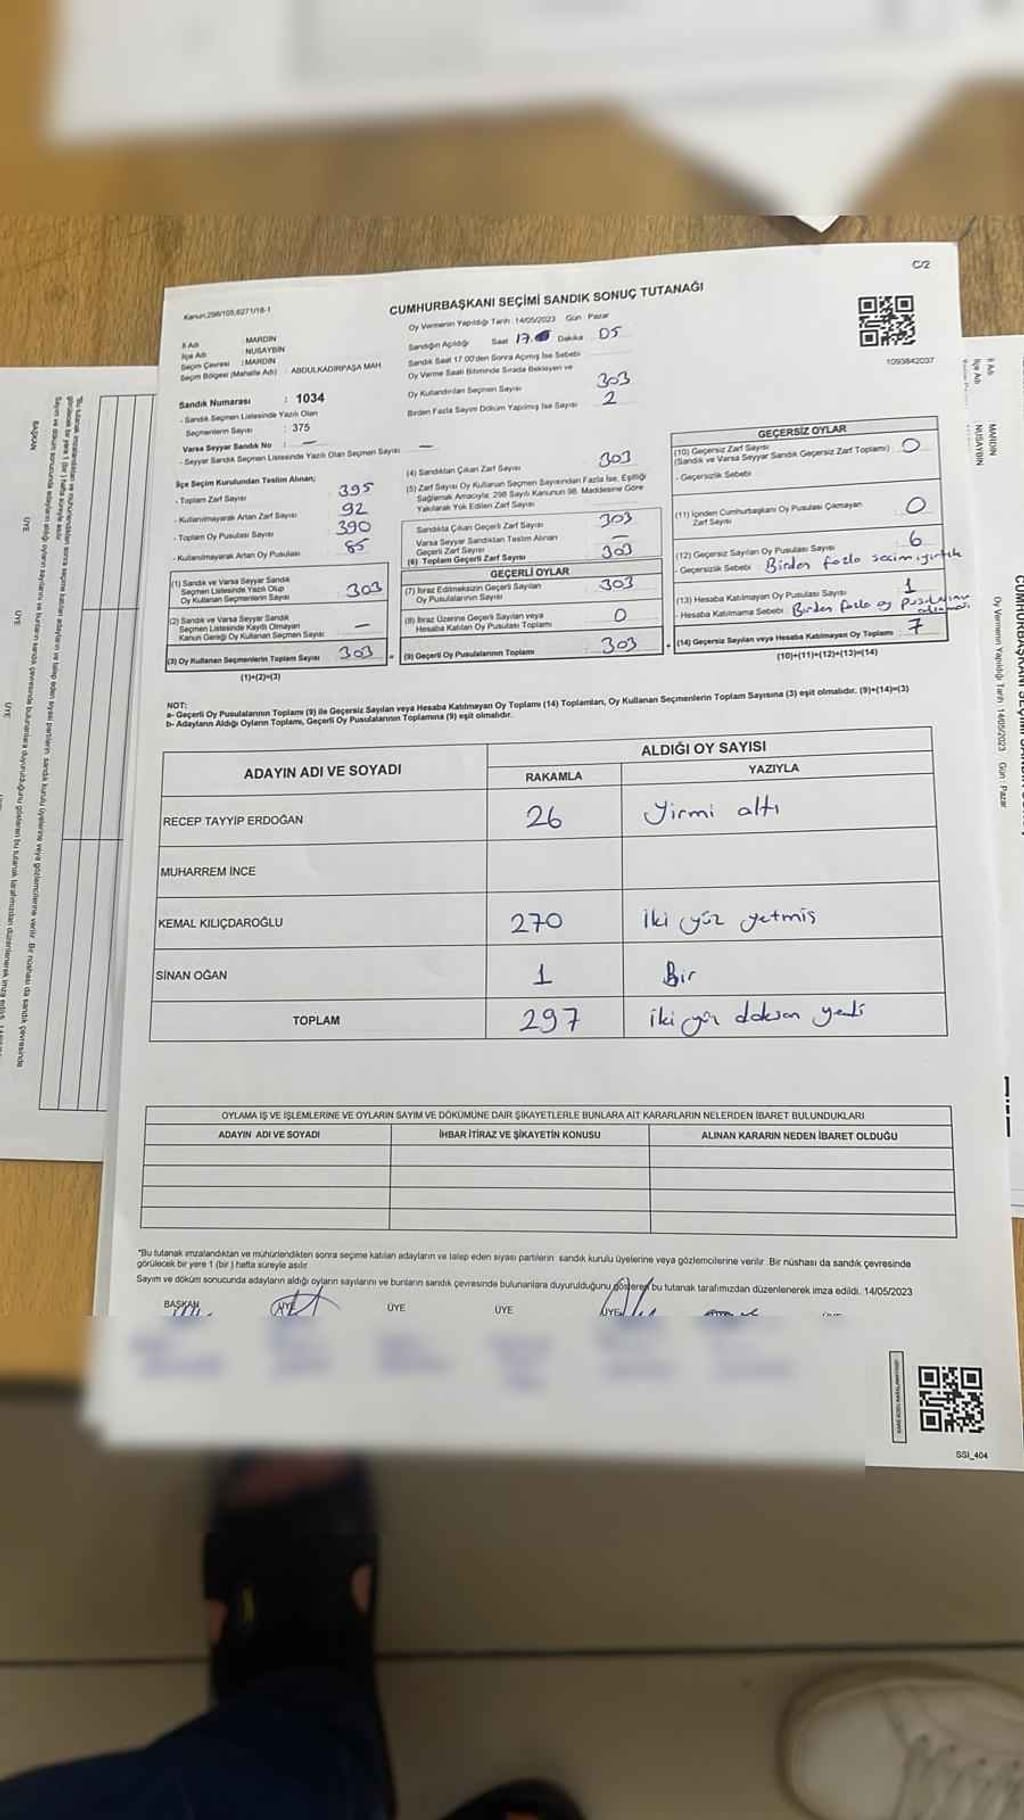 C/2
Kanun,298/105,6271/18-1
CUMHURBAŞKANI SEÇİMİ SANDIK SONUÇ TUTANAĞI
Oy Vermenin Yapıldığı Tarih :14/05/2023 Gün : Pazar
İl Adı : MARDİN
İlçe Adı : NUSAYBİN
Seçim Çevresi : MARDİN
Seçim Bölgesi (Mahalle Adı) : ABDULKADIRPAŞA MAH
Sandığın Açıldığı Saat 17. Dakika 05
Sandık Saat 17:00'den Sonra Açılmış İse Sebebi
Oy Verme Saati Bitiminde Sırada Bekleyen ve
Oy Kullandırılan Seçmen Sayısı 303
Birden Fazla Sayım Döküm Yapılmış İse Sayısı 2
1093842037
Sandık Numarası : 1034
- Sandık Seçmen Listesinde Yazılı Olan
Seçmenlerin Sayısı : 375
Varsa Seyyar Sandık No : —
- Seyyar Sandık Seçmen Listesinde Yazılı Olan Seçmen Sayısı —
İlçe Seçim Kurulundan Teslim Alınan;
- Toplam Zarf Sayısı 395
- Kullanılmayarak Artan Zarf Sayısı 92
- Toplam Oy Pusulası Sayısı 390
- Kullanılmayarak Artan Oy Pusulası 85
(1) Sandık ve Varsa Seyyar Sandık
Seçmen Listesinde Yazılı Olup
Oy Kullanan Seçmenlerin Sayısı 303
(2) Sandık ve Varsa Seyyar Sandık
Seçmen Listesinde Kayıtlı Olmayan
Kanun Gereği Oy Kullanan Seçmen Sayısı —
(3) Oy Kullanan Seçmenlerin Toplam Sayısı 303 =
(1)+(2)=(3)
(4) Sandıktan Çıkan Zarf Sayısı 303
(5) Zarf Sayısı Oy Kullanan Seçmen Sayısından Fazla İse, Eşitliği
Sağlamak Amacıyla; 298 Sayılı Kanunun 98. Maddesine Göre
Yakılarak Yok Edilen Zarf Sayısı
Sandıkta Çıkan Geçerli Zarf Sayısı 303
Varsa Seyyar Sandıktan Teslim Alınan
Geçerli Zarf Sayısı —
(6) Toplam Geçerli Zarf Sayısı 303
GEÇERLİ OYLAR
(7) İtiraz Edilmeksizin Geçerli Sayılan
Oy Pusulalarının Sayısı 303
(8) İtiraz Üzerine Geçerli Sayılan veya
Hesaba Katılan Oy Pusulası Toplamı 0
(9) Geçerli Oy Pusulalarının Toplamı 303 +
GEÇERSİZ OYLAR
(10) Geçersiz Zarf Sayısı
(Sandık ve Varsa Seyyar Sandık Geçersiz Zarf Toplamı) 0
- Geçersizlik Sebebi
(11) İçinden Cumhurbaşkanı Oy Pusulası Çıkmayan
Zarf Sayısı 0
(12) Geçersiz Sayılan Oy Pusulası Sayısı 6
- Geçersizlik Sebebi Birden fazla seçim yırtık
(13) Hesaba Katılmayan Oy Pusulası Sayısı 1
- Hesaba Katılmama Sebebi Birden fazla oy Pusulasının
(14) Geçersiz Sayılan veya Hesaba Katılmayan Oy Toplamı 7
(10)+(11)+(12)+(13)=(14)
NOT:
a- Geçerli Oy Pusulalarının Toplamı (9) ile Geçersiz Sayılan veya Hesaba Katılmayan Oy Toplamı (14) Toplamları, Oy Kullanan Seçmenlerin Toplam Sayısına (3) eşit olmalıdır. (9)+(14)=(3)
b- Adayların Aldığı Oyların Toplamı, Geçerli Oy Pusulalarının Toplamına (9) eşit olmalıdır.
ADAYIN ADI VE SOYADI
ALDIĞI OY SAYISI
RAKAMLA YAZIYLA
RECEP TAYYİP ERDOĞAN 26 Yirmi altı
MUHARREM İNCE
KEMAL KILIÇDAROĞLU 270 iki yüz yetmiş
SİNAN OĞAN 1 Bir
TOPLAM 297 iki yüz doksan yedi
OYLAMA İŞ VE İŞLEMLERİNE VE OYLARIN SAYIM VE DÖKÜMÜNE DAİR ŞİKAYETLERLE BUNLARA AİT KARARLARIN NELERDEN İBARET BULUNDUKLARI
ADAYIN ADI VE SOYADI İHBAR İTİRAZ VE ŞİKAYETİN KONUSU ALINAN KARARIN NEDEN İBARET OLDUĞU
*Bu tutanak imzalandıktan ve mühürlendikten sonra seçime katılan adayların ve talep eden siyasi partilerin sandık kurulu üyelerine veya gözlemcilerine verilir. Bir nüshası da sandık çevresinde
görülecek bir yere 1 (bir ) hafta süreyle asılır.
Sayım ve döküm sonucunda adayların aldığı oyların sayılarını ve bunların sandık çevresinde bulunanlara duyurulduğunu gösteren bu tutanak tarafımızdan düzenlenerek imza edildi. 14/05/2023
BAŞKAN ÜYE ÜYE ÜYE ÜYE
SSI_404
BAŞKAN
ÜYE
ÜYE
ÜYE
İl Adı MARDİN
İlçe Adı NUSAYBİN
Oy Vermenin Yapıldığı Tarih: 14/05/2023 Gün : Pazar